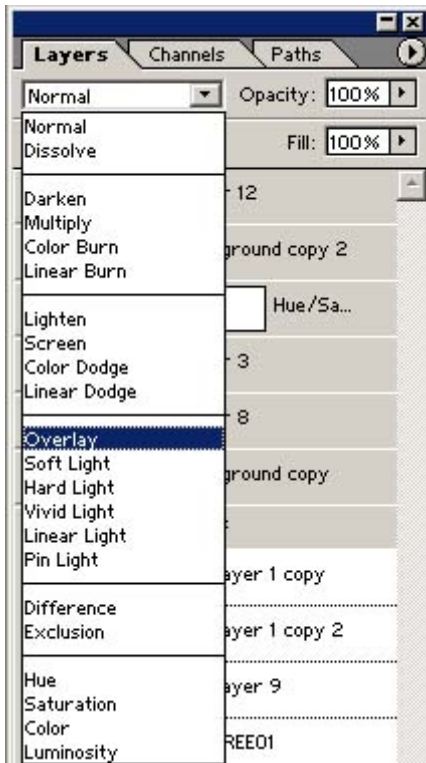 Layers Channels Paths
Normal Opacity: 100%
Normal
Dissolve
Fill: 100%
Darken
Multiply
Color Burn
Linear Burn
Lighten
Screen
Color Dodge
Linear Dodge
Overlay
Soft Light
Hard Light
Vivid Light
Linear Light
Pin Light
Difference
Exclusion
Hue
Saturation
Color
Luminosity
12
ground copy 2
Hue/Sa...
3
8
ground copy
ayer 1 copy
ayer 1 copy 2
ayer 9
REE01